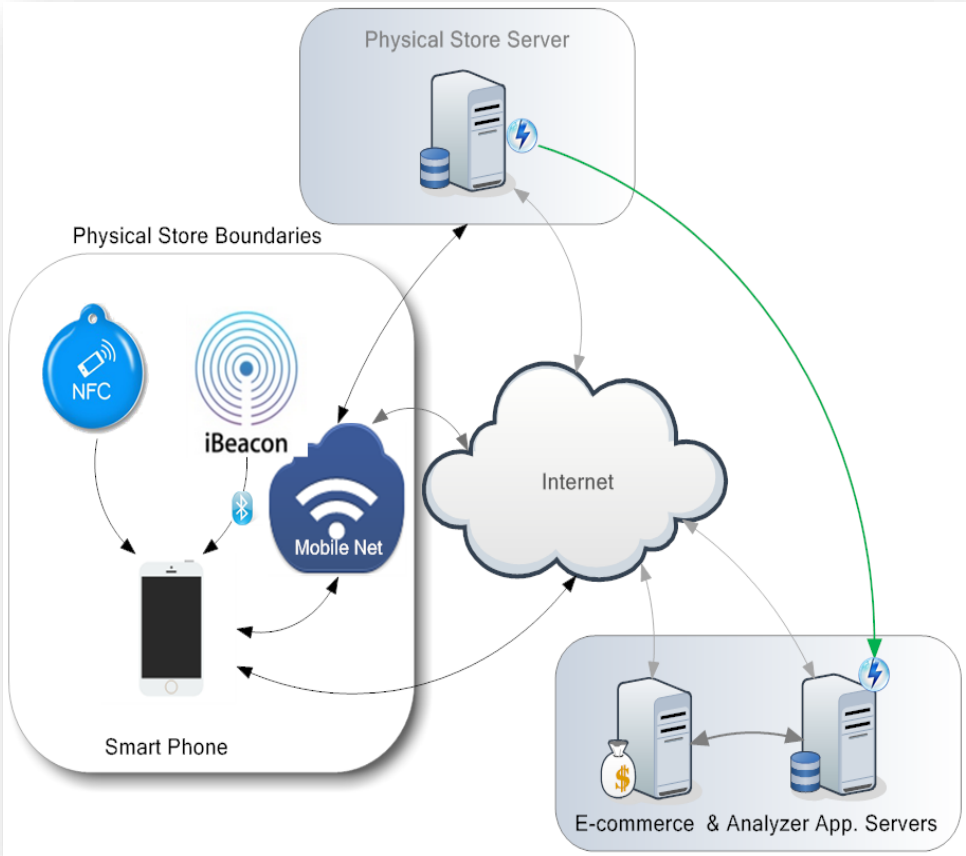 Physical Store Server
Physical Store Boundaries
NFC
iBeacon
Mobile Net
Internet
Smart Phone
$
E-commerce & Analyzer App. Servers